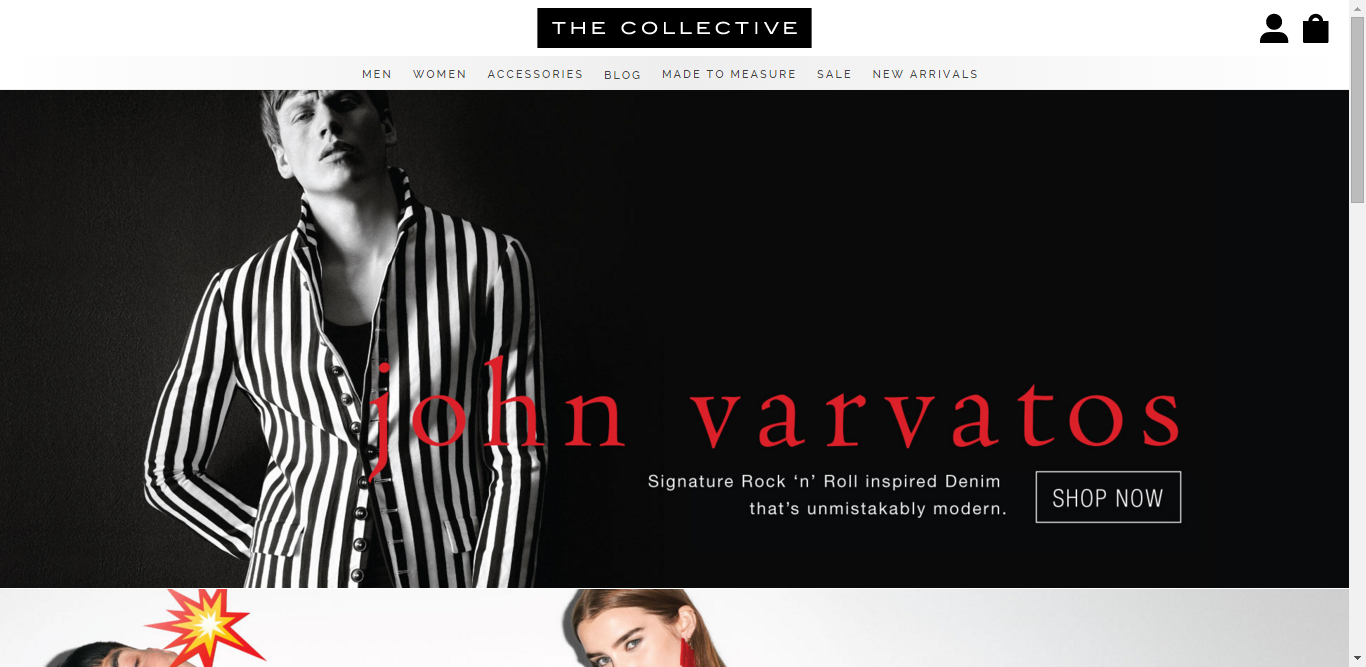 THE COLLECTIVE
MEN WOMEN ACCESSORIES BLOG MADE TO MEASURE SALE NEW ARRIVALS
john varvatos
Signature Rock ‘n’ Roll inspired Denim
that’s unmistakably modern.
SHOP NOW